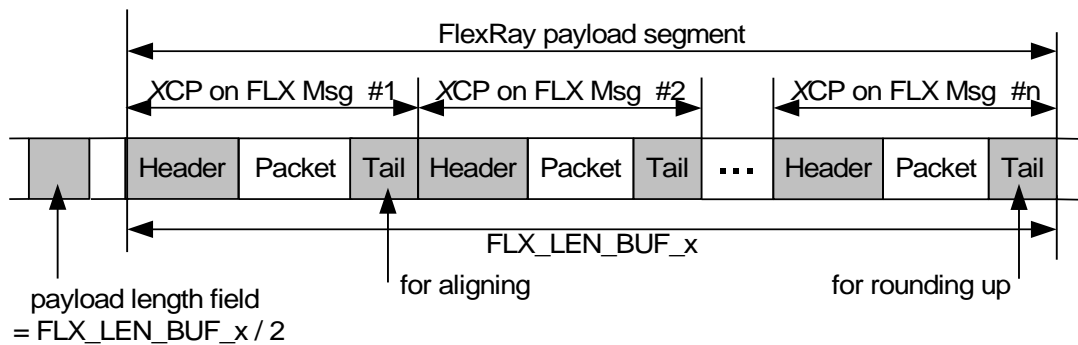 FlexRay payload segment
XCP on FLX Msg #1 XCP on FLX Msg #2 XCP on FLX Msg #n
Header Packet Tail Header Packet Tail ... Header Packet Tail
FLX_LEN_BUF_x
for aligning for rounding up
payload length field
= FLX_LEN_BUF_x / 2